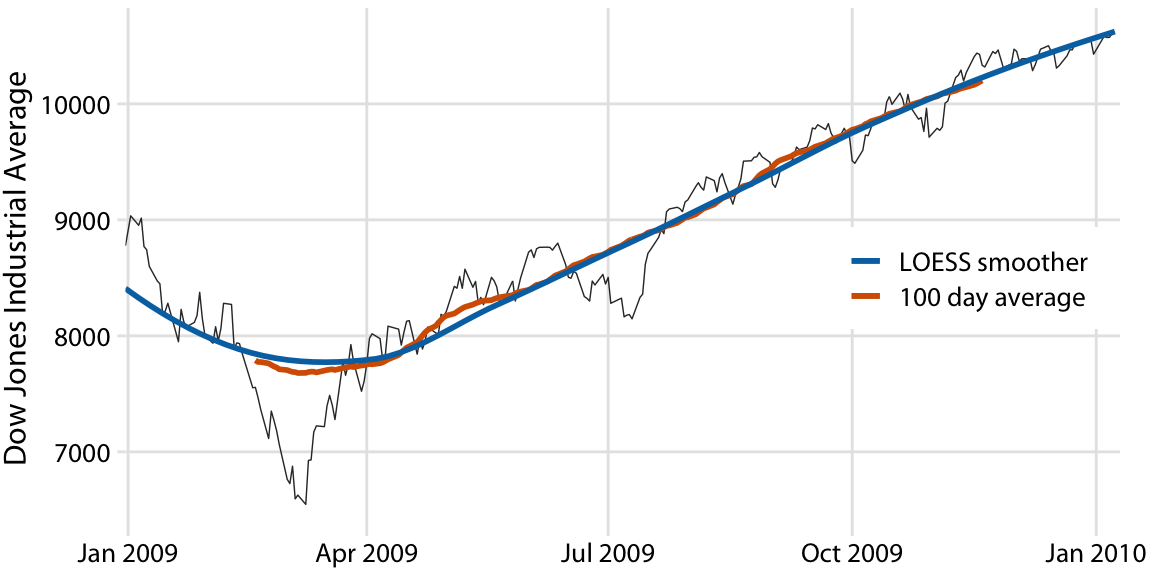 Dow Jones Industrial Average
10000
9000
8000
7000
LOESS smoother
100 day average
Jan 2009 Apr 2009 Jul 2009 Oct 2009 Jan 2010